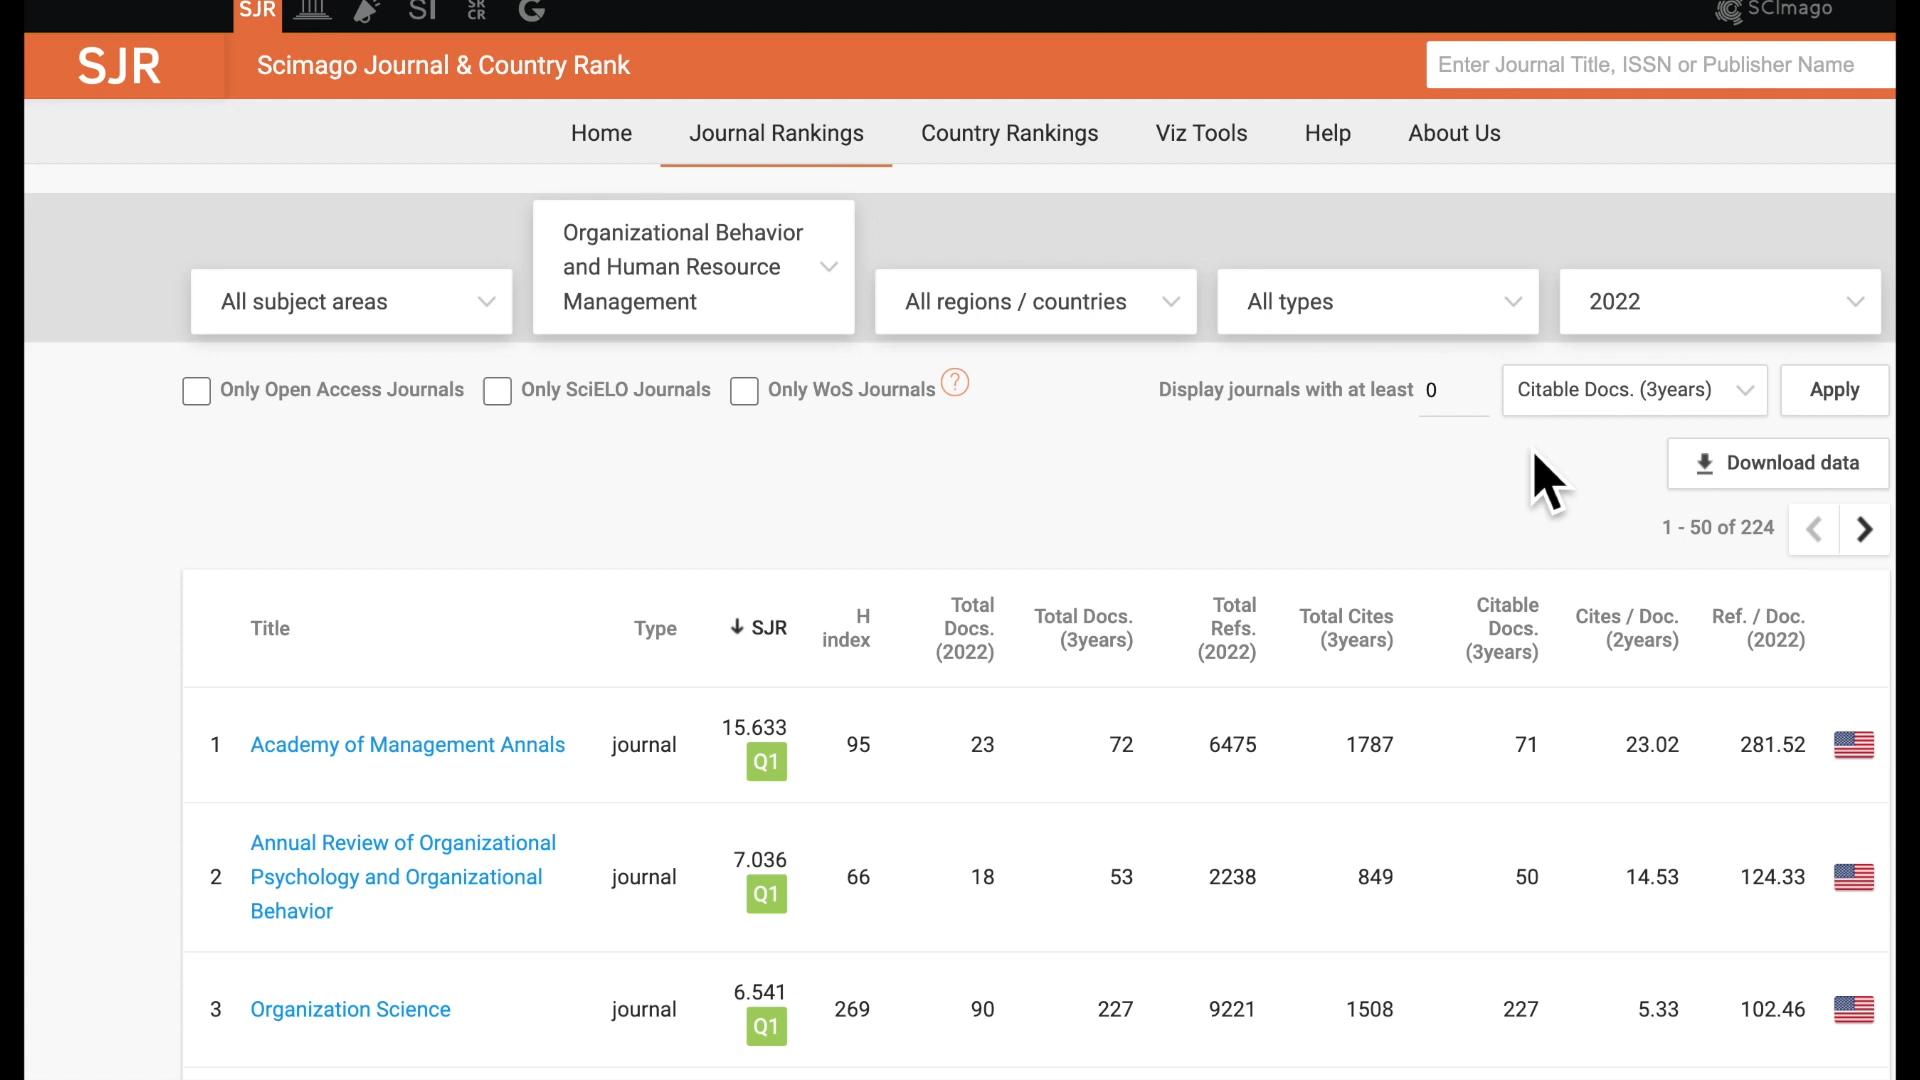 SJR
SJ
SR
CR
G
SCImago
SJR
Scimago Journal & Country Rank
Enter Journal Title, ISSN or Publisher Name
Home
Journal Rankings
Country Rankings
Viz Tools
Help
About Us
All subject areas
Organizational Behavior
and Human Resource
Management
All regions / countries
All types
2022
Only Open Access Journals
Only SciELO Journals
Only WoS Journals
?
Display journals with at least 0
Citable Docs. (3years)
Apply
Download data
1 - 50 of 224
Title
Type
SJR
H
index
Total
Docs.
(2022)
Total Docs.
(3years)
Total
Refs.
(2022)
Total Cites
(3years)
Citable
Docs.
(3years)
Cites / Doc.
(2years)
Ref. / Doc.
(2022)
1
Academy of Management Annals
journal
15.633
Q1
95
23
72
6475
1787
71
23.02
281.52
2
Annual Review of Organizational
Psychology and Organizational
Behavior
journal
7.036
Q1
66
18
53
2238
849
50
14.53
124.33
3
Organization Science
journal
6.541
Q1
269
90
227
9221
1508
227
5.33
102.46